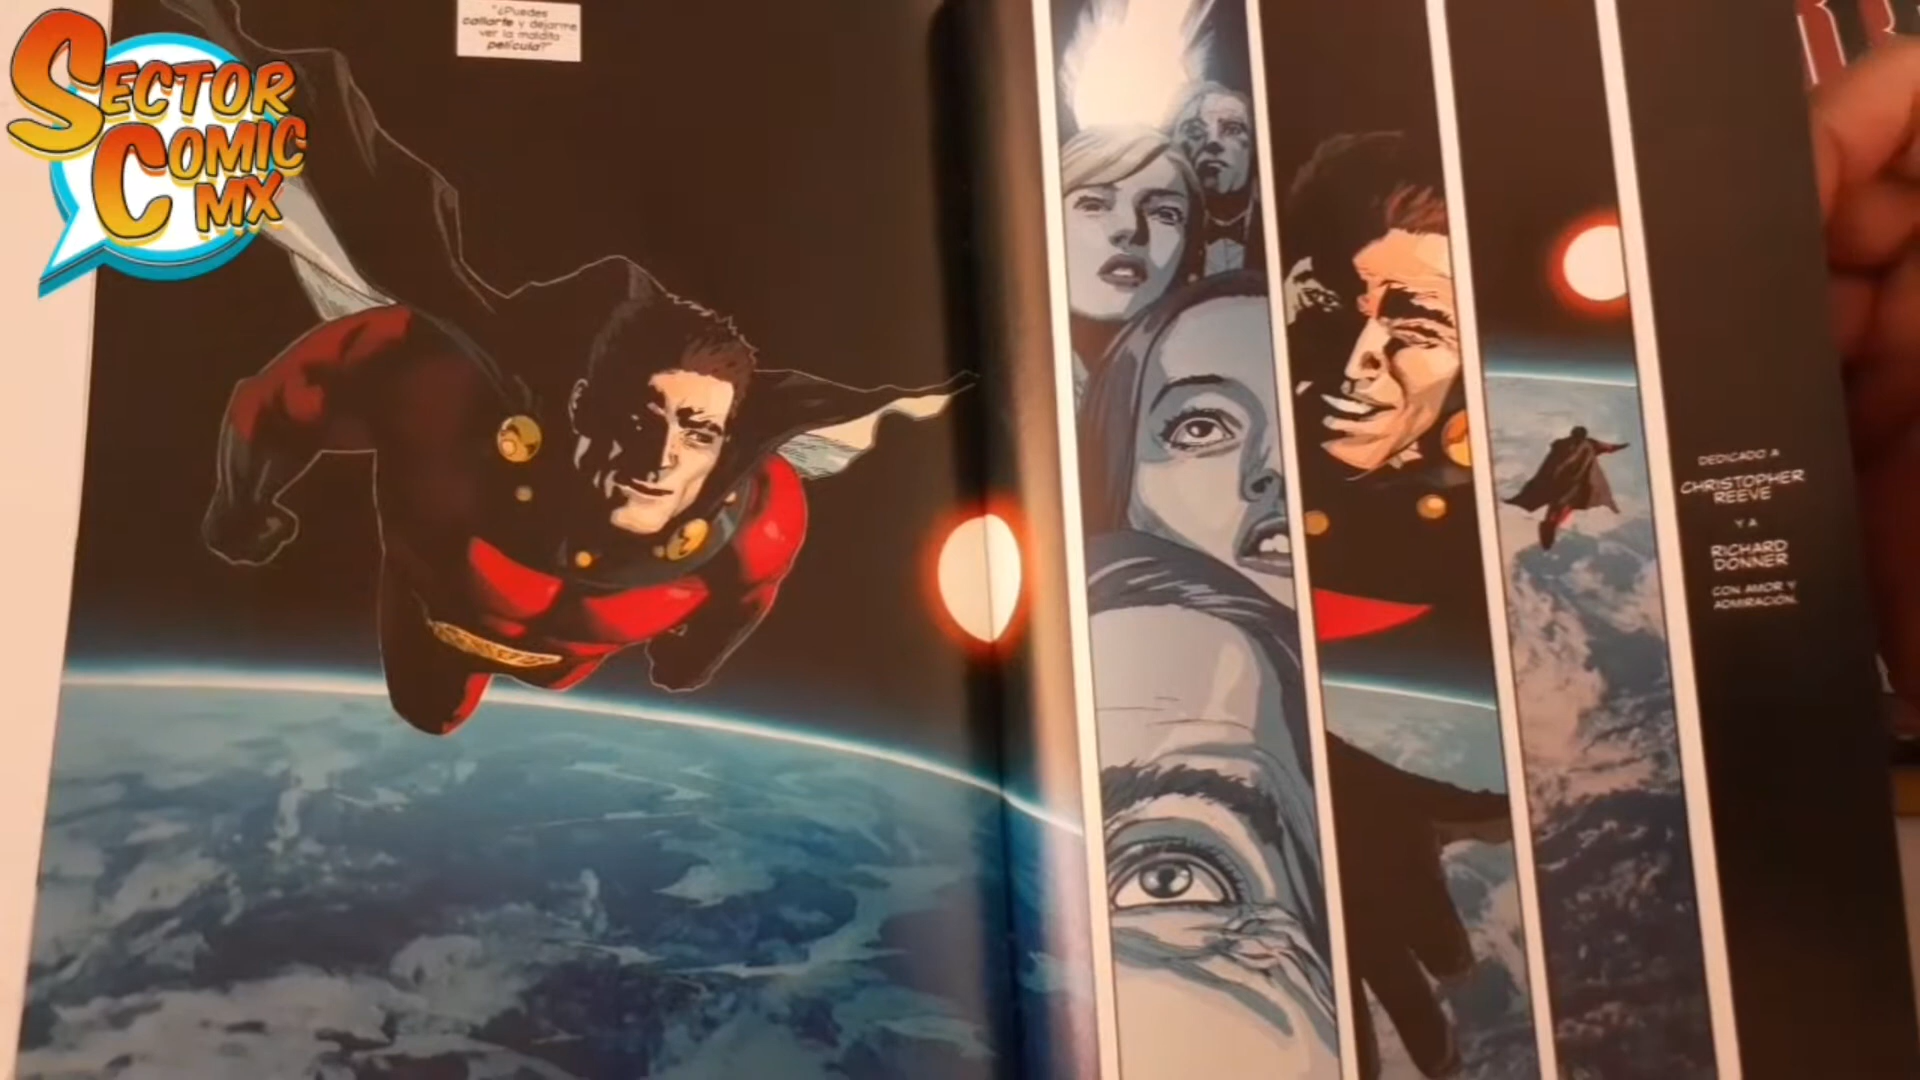 SECTOR
COMIC
MX
"¿Puedes
callarte y dejarme
ver la maldita
película?"
DEDICADO A
CHRISTOPHER
REEVE
Y A
RICHARD
DONNER
CON AMOR Y
ADMIRACIÓN.